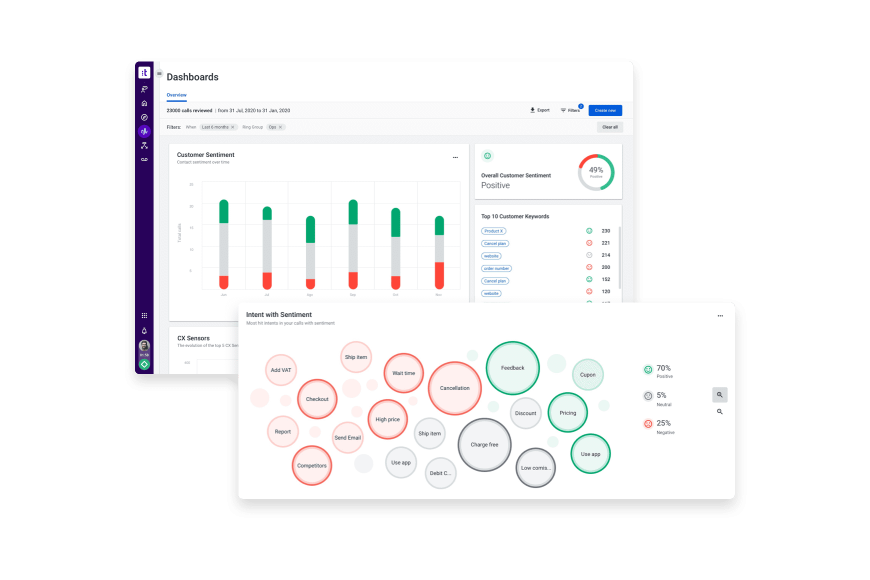 it
Dashboards
Overview
23000 calls reviewed | from 31 Jul, 2020 to 31 Jan, 2020
Export
Filters
Create new
Filters:
When
Last 6 months ×
Ring Group
Ops ×
Clear all
Customer Sentiment
Contact sentiment over time
Total calls
Overall Customer Sentiment
Positive
49%
Positive
Top 10 Customer Keywords
Product X 230
Cancel plan 221
website 214
order number 200
Cancel plan 152
website 120
CX Sensors
The evolution of the top 5 CX Sen
Intent with Sentiment
Most hit intents in your calls with sentiment
Add VAT
Ship item
Wait time
Cancellation
Feedback
Cupon
Checkout
High price
Discount
Pricing
Report
Send Email
Ship item
Charge free
Use app
Competitors
Use app
Debit C...
Low comis...
70%
Positive
5%
Neutral
25%
Negative